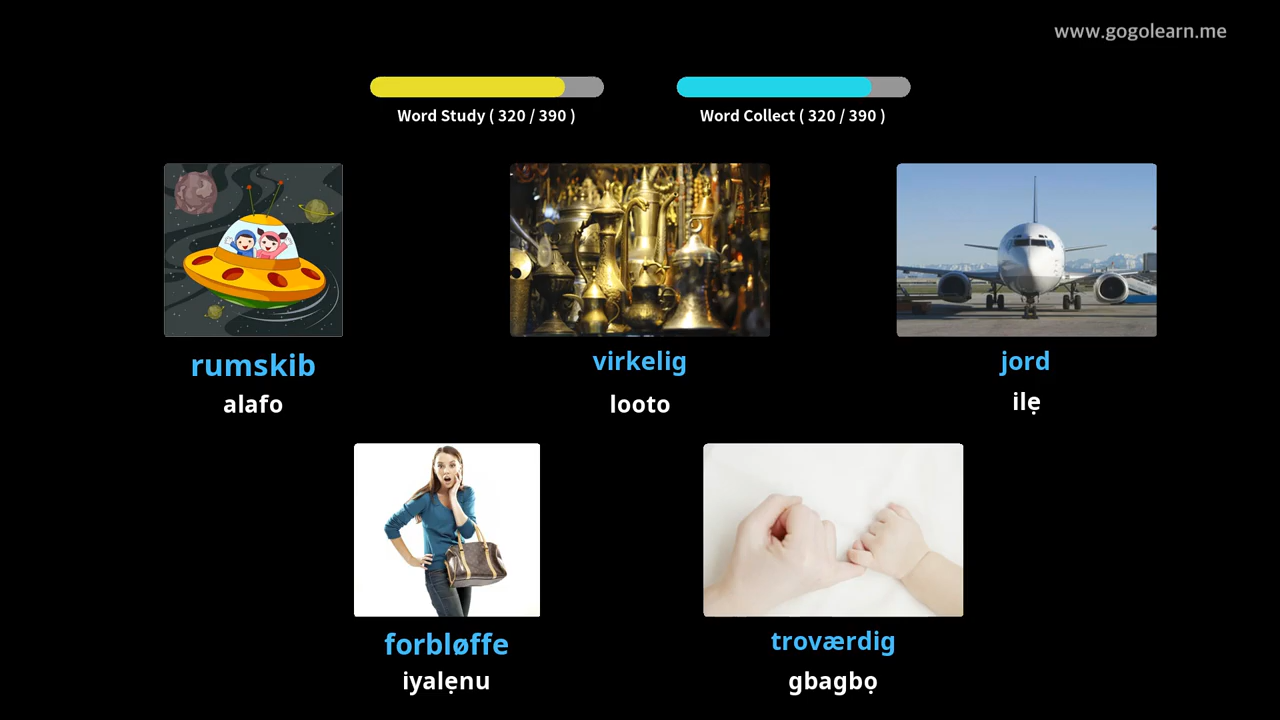 www.gogolearn.me
Word Study ( 320 / 390 )
Word Collect ( 320 / 390 )
rumskib
alafo
virkelig
looto
jord
ilẹ
forbløffe
iyalẹnu
troværdig
gbagbọ